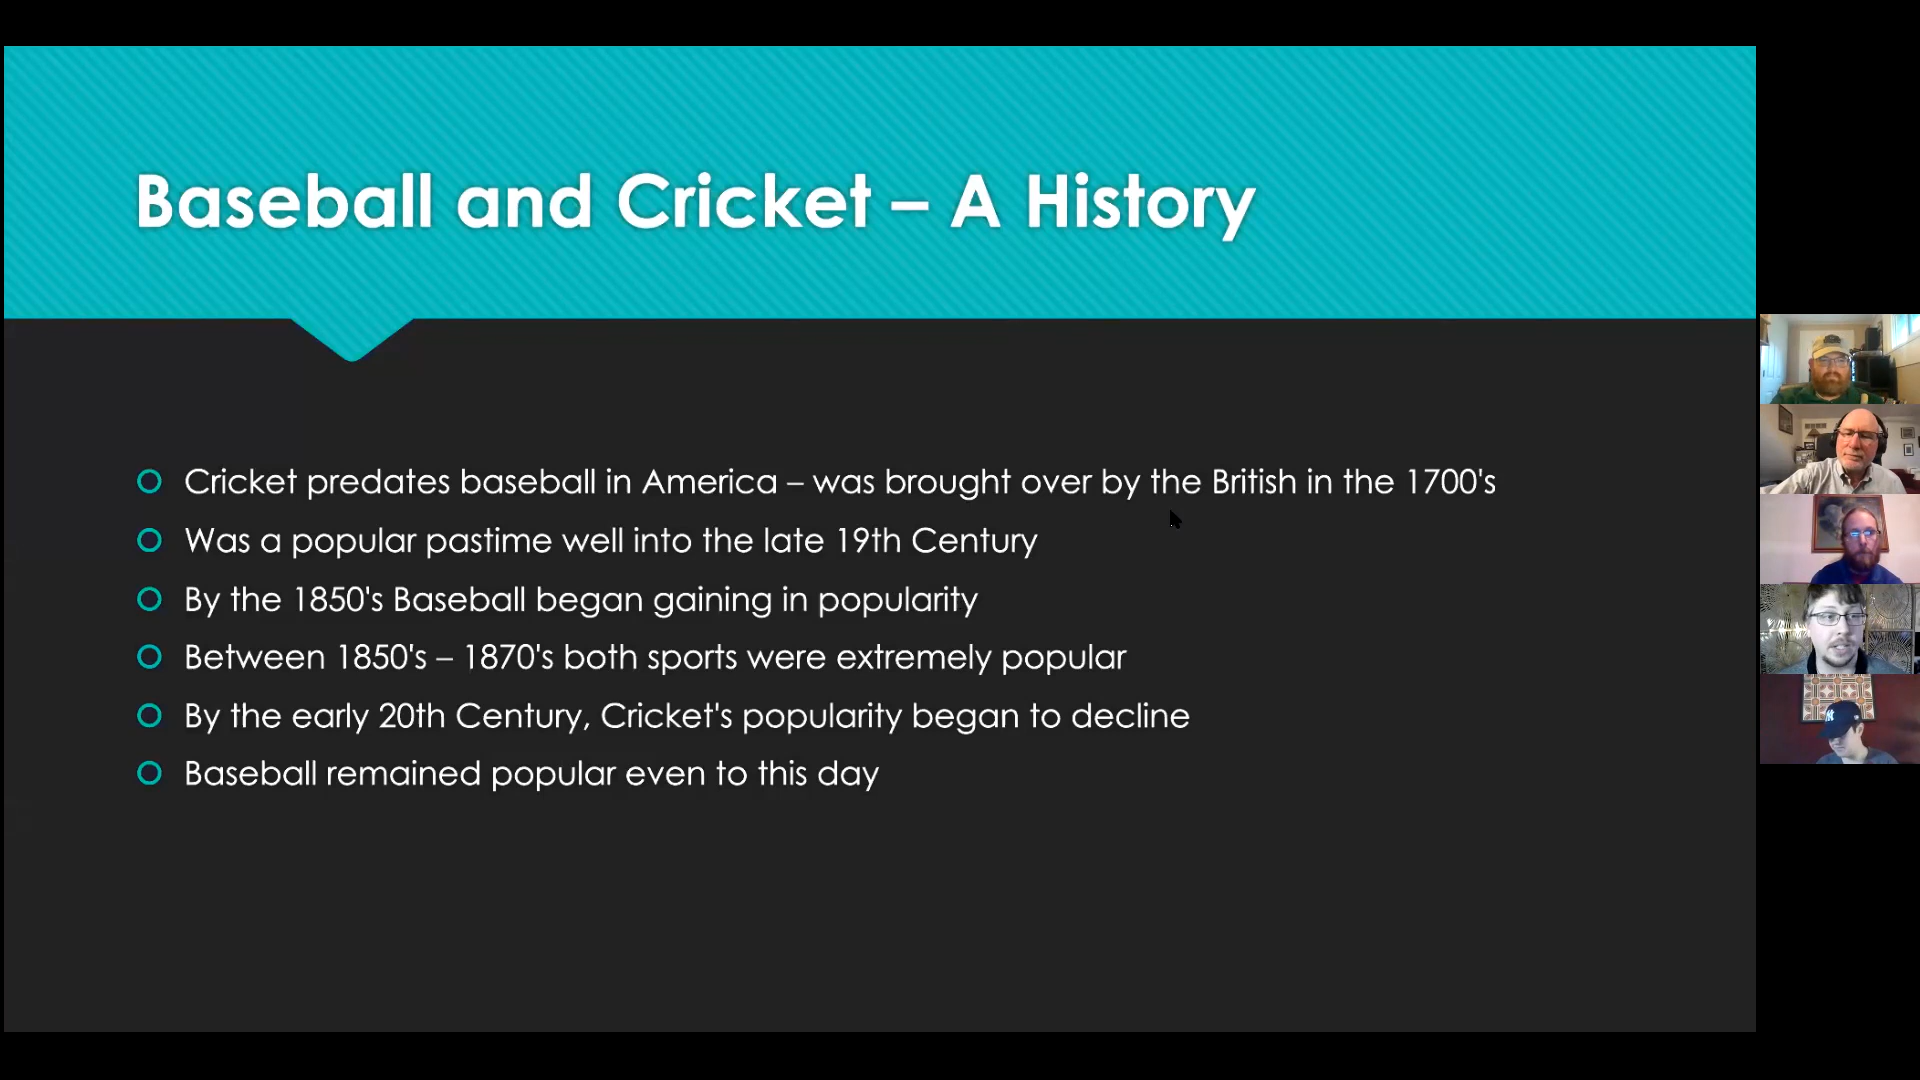 Baseball and Cricket – A History
Cricket predates baseball in America – was brought over by the British in the 1700's
Was a popular pastime well into the late 19th Century
By the 1850's Baseball began gaining in popularity
Between 1850's – 1870's both sports were extremely popular
By the early 20th Century, Cricket's popularity began to decline
Baseball remained popular even to this day